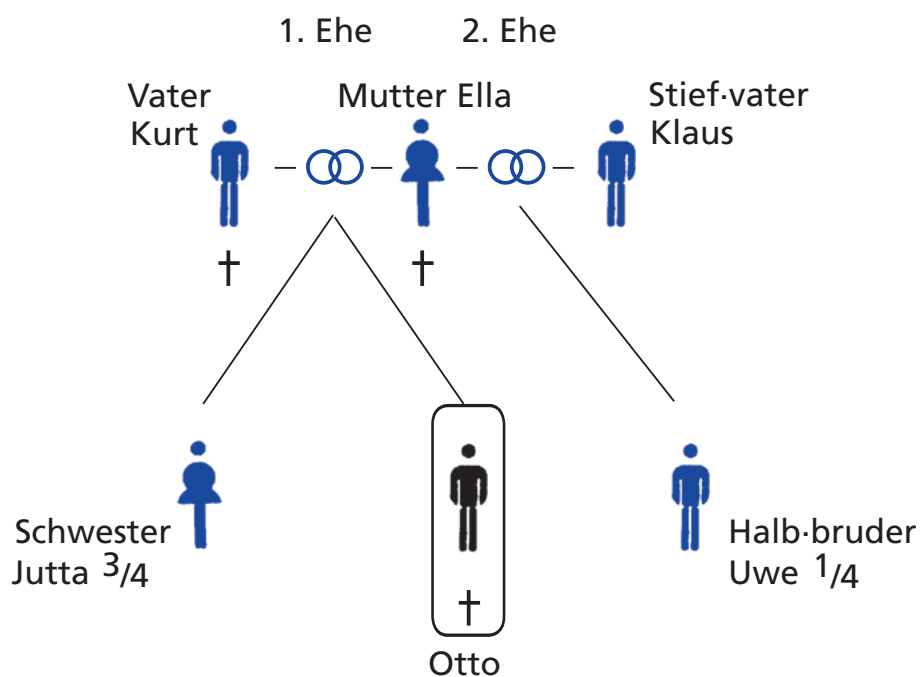 1. Ehe 2. Ehe
Vater
Kurt
Mutter Ella
Stief·vater
Klaus
†
†
Schwester
Jutta 3/4
Halb·bruder
Uwe 1/4
†
Otto